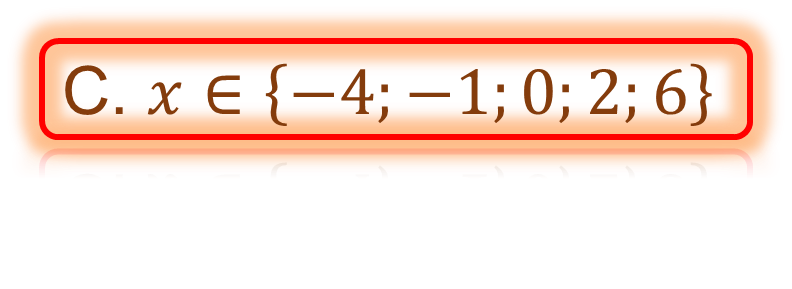 C. 𝑥 ∈ {−4; −1; 0; 2; 6}